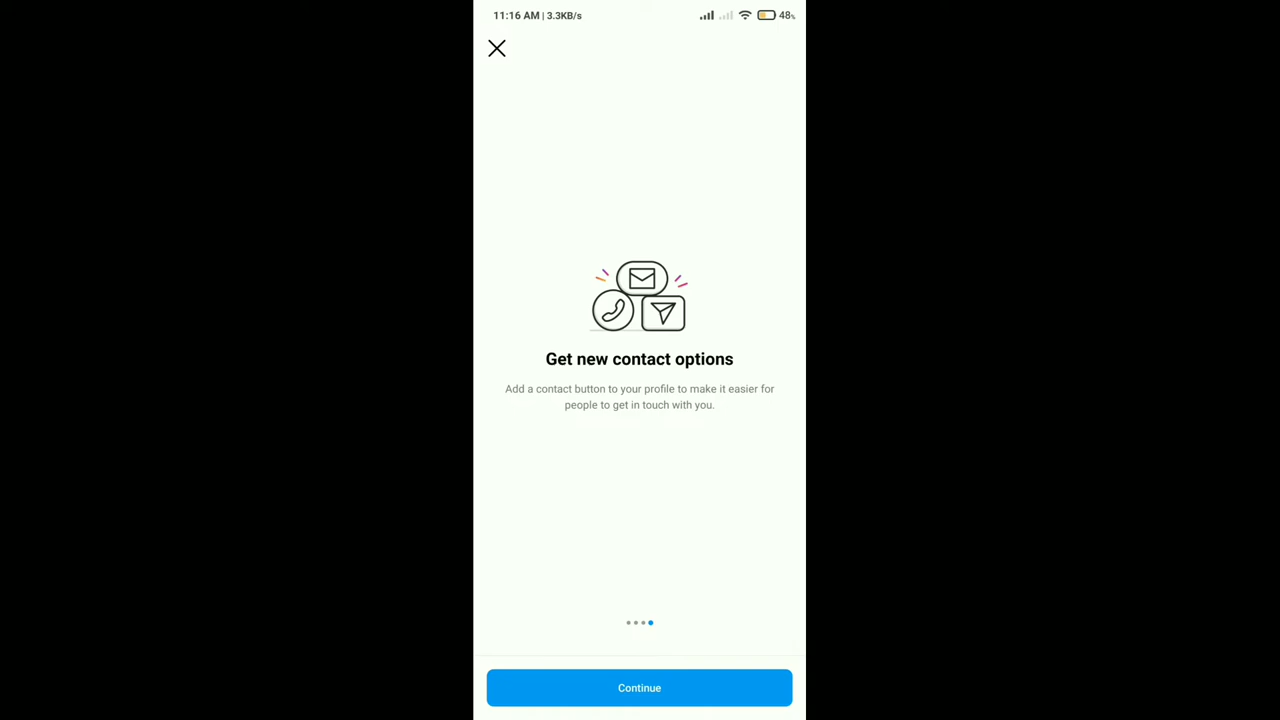 11:16 AM | 3.3KB/s 48%
Get new contact options
Add a contact button to your profile to make it easier for
people to get in touch with you.
Continue